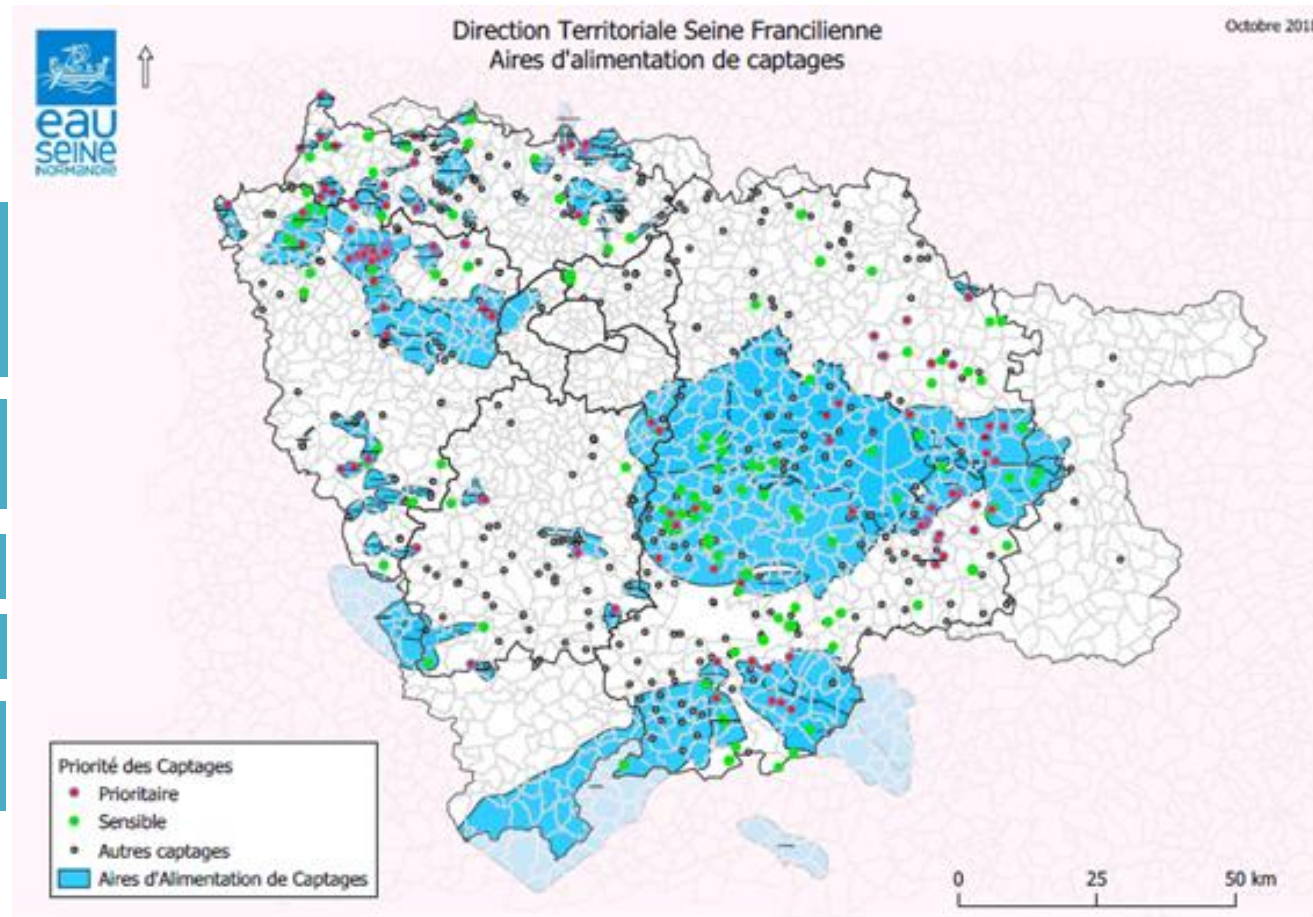 Direction Territoriale Seine Francilienne
Aires d'alimentation de captages
eau
SEINE
NORMANDIE
Priorité des Captages
Prioritaire
Sensible
Autres captages
Aires d'Alimentation de Captages
0 25 50 km